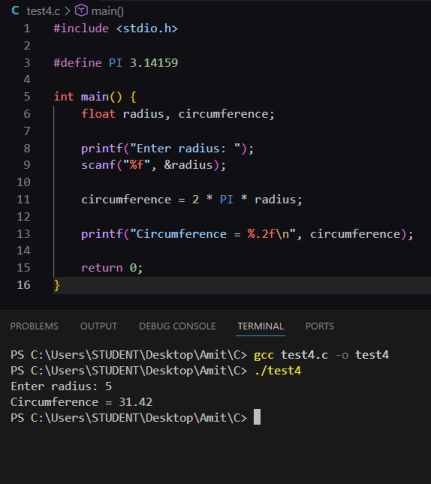 C test4.c > main()
1 #include <stdio.h>
2
3 #define PI 3.14159
4
5 int main() {
6     float radius, circumference;
7
8     printf("Enter radius: ");
9     scanf("%f", &radius);
10
11     circumference = 2 * PI * radius;
12
13     printf("Circumference = %.2f\n", circumference);
14
15     return 0;
16 }
PROBLEMS OUTPUT DEBUG CONSOLE TERMINAL PORTS
PS C:\Users\STUDENT\Desktop\Amit\C> gcc test4.c -o test4
PS C:\Users\STUDENT\Desktop\Amit\C> ./test4
Enter radius: 5
Circumference = 31.42
PS C:\Users\STUDENT\Desktop\Amit\C>